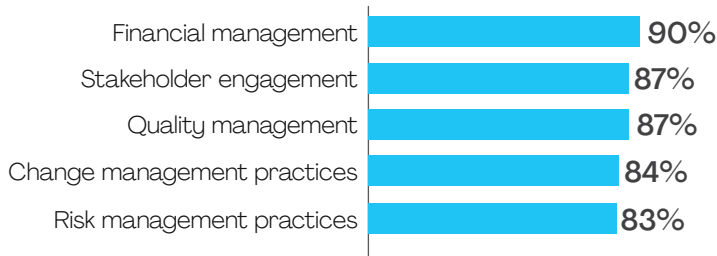 Financial management 90%
Stakeholder engagement 87%
Quality management 87%
Change management practices 84%
Risk management practices 83%